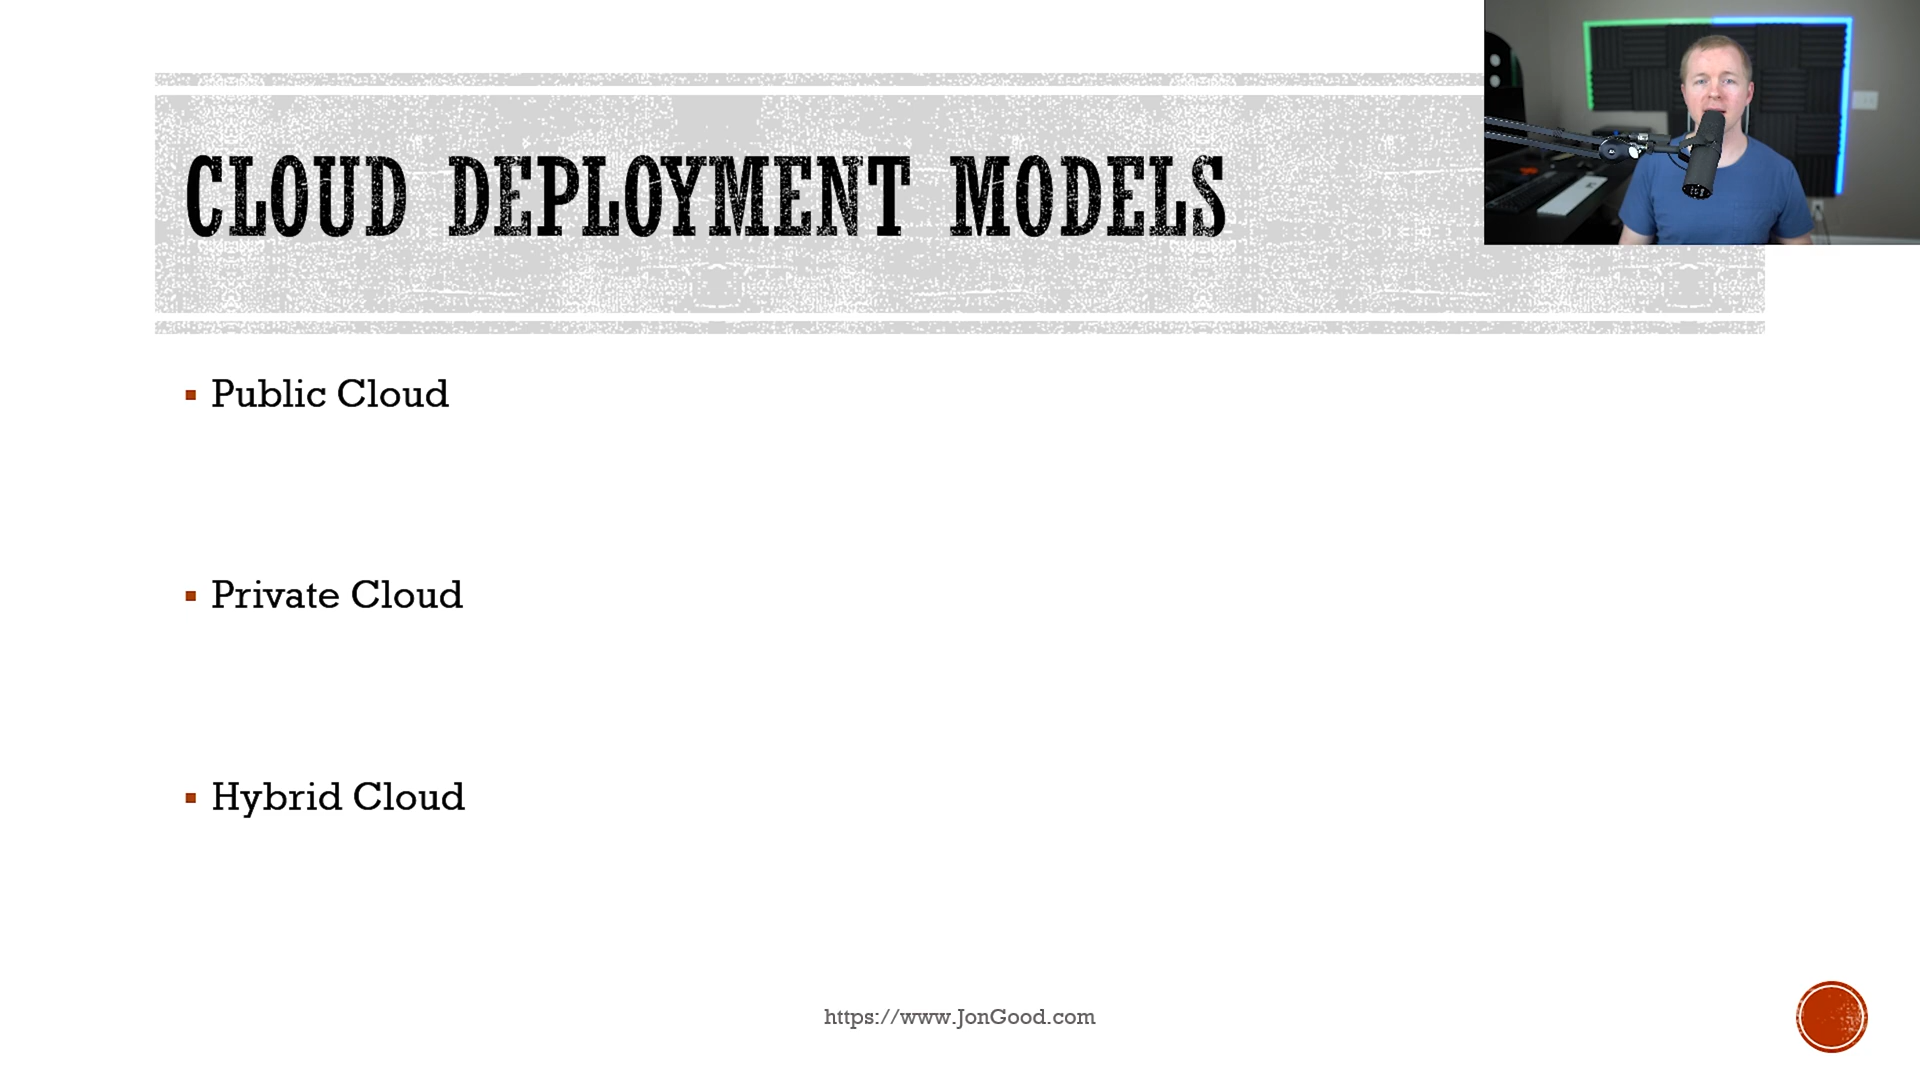 CLOUD DEPLOYMENT MODELS
Public Cloud
Private Cloud
Hybrid Cloud
https://www.JonGood.com